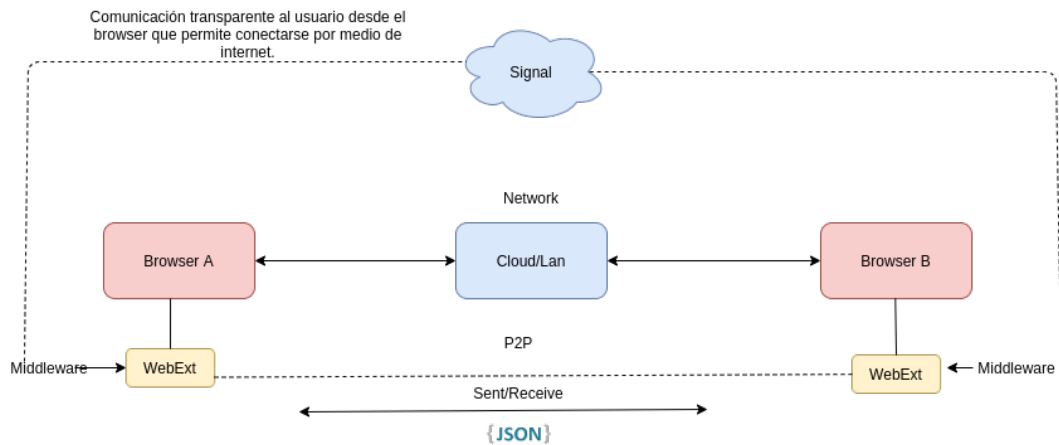 Comunicación transparente al usuario desde el
browser que permite conectarse por medio de
internet.
Signal
Network
Browser A
Cloud/Lan
Browser B
P2P
Middleware
WebExt
WebExt
Middleware
Sent/Receive
{JSON}